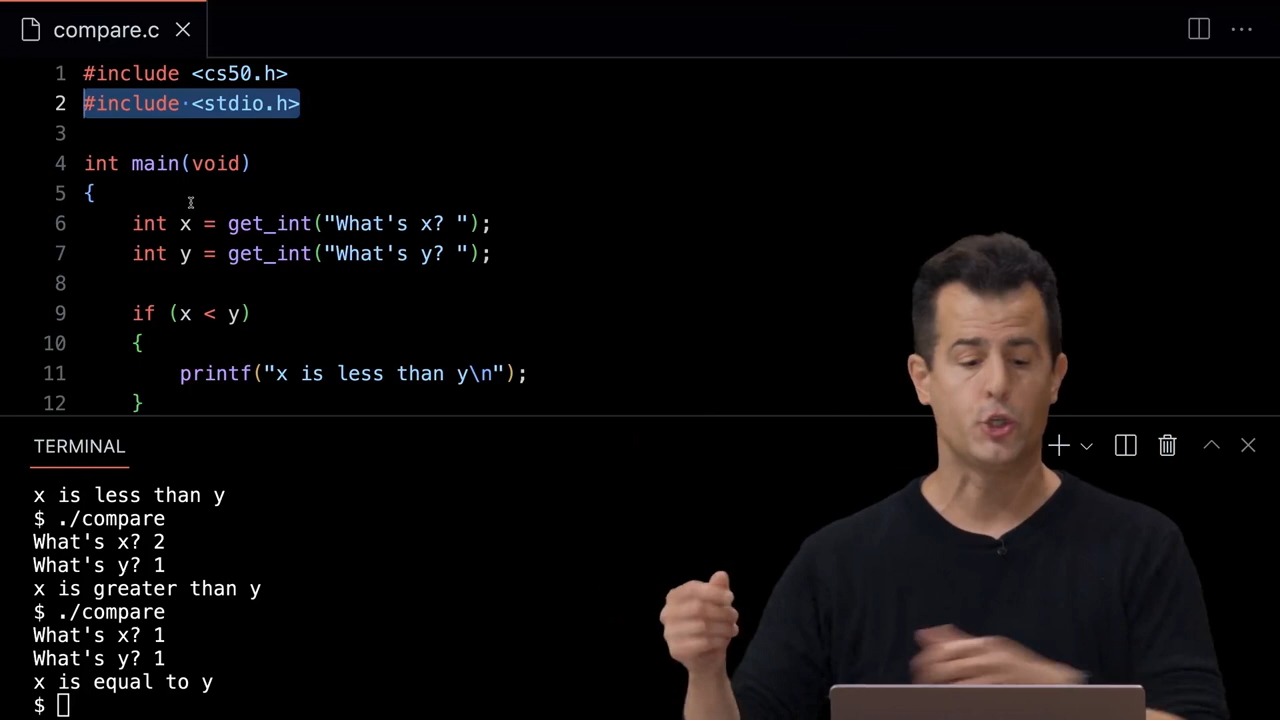 compare.c
1 #include <cs50.h>
2 #include <stdio.h>
3
4 int main(void)
5 {
6 int x = get_int("What's x? ");
7 int y = get_int("What's y? ");
8
9 if (x < y)
10 {
11 printf("x is less than y\n");
12 }
TERMINAL
x is less than y
$ ./compare
What's x? 2
What's y? 1
x is greater than y
$ ./compare
What's x? 1
What's y? 1
x is equal to y
$